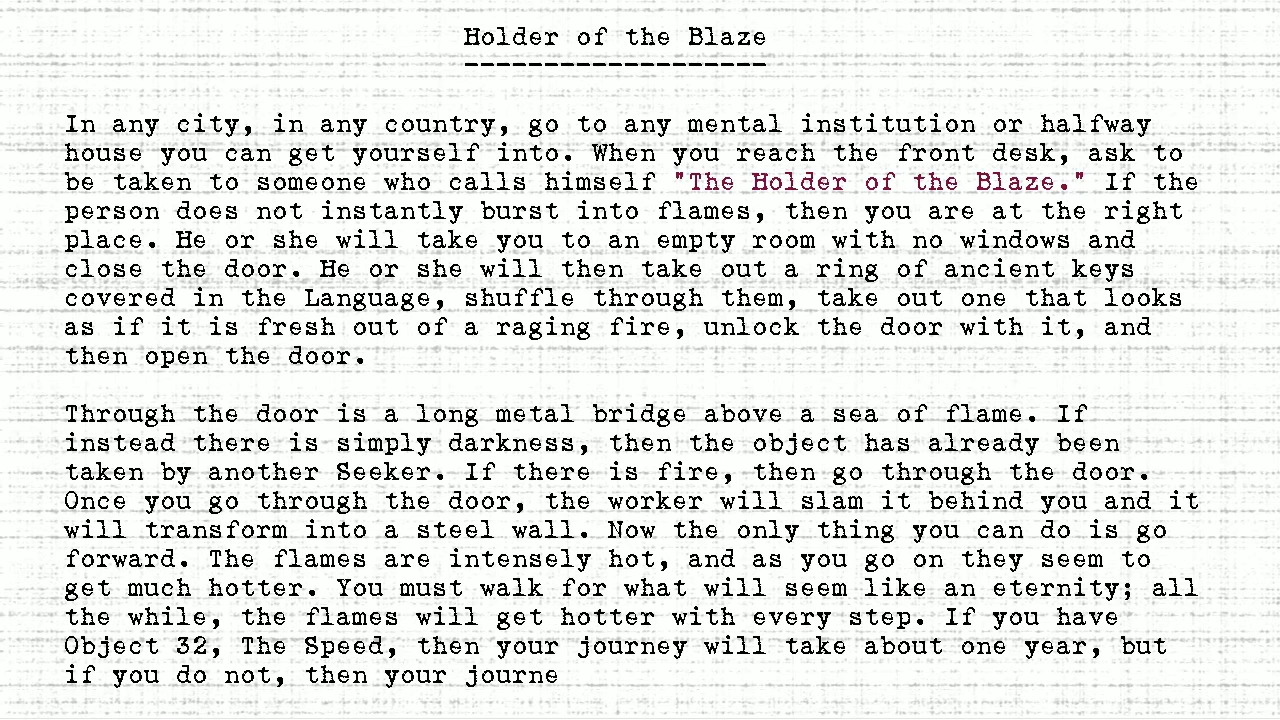 Holder of the Blaze
-------------------
In any city, in any country, go to any mental institution or halfway
house you can get yourself into. When you reach the front desk, ask to
be taken to someone who calls himself "The Holder of the Blaze." If the
person does not instantly burst into flames, then you are at the right
place. He or she will take you to an empty room with no windows and
close the door. He or she will then take out a ring of ancient keys
covered in the Language, shuffle through them, take out one that looks
as if it is fresh out of a raging fire, unlock the door with it, and
then open the door.
Through the door is a long metal bridge above a sea of flame. If
instead there is simply darkness, then the object has already been
taken by another Seeker. If there is fire, then go through the door.
Once you go through the door, the worker will slam it behind you and it
will transform into a steel wall. Now the only thing you can do is go
forward. The flames are intensely hot, and as you go on they seem to
get much hotter. You must walk for what will seem like an eternity; all
the while, the flames will get hotter with every step. If you have
Object 32, The Speed, then your journey will take about one year, but
if you do not, then your journe